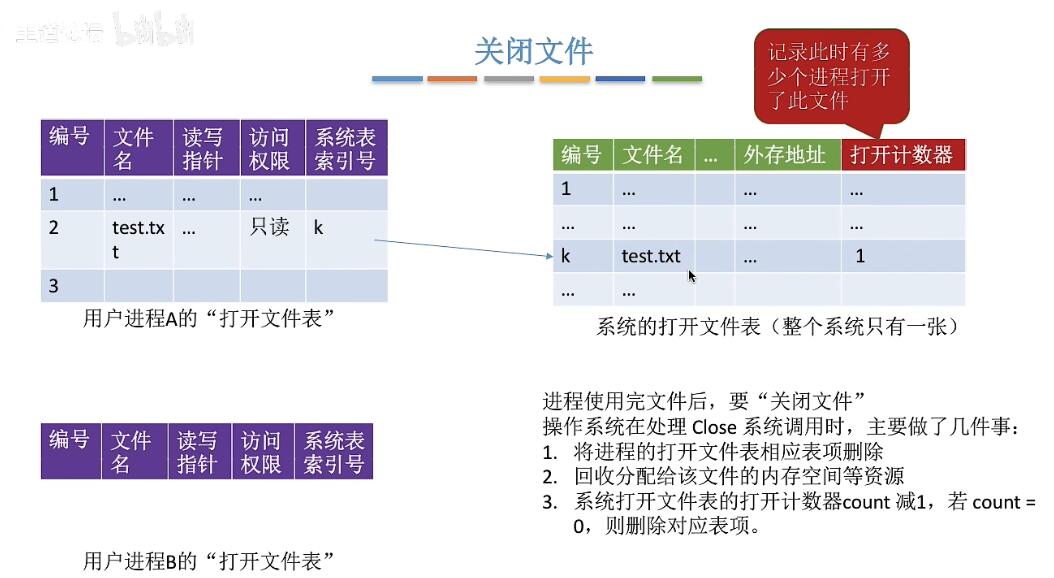 王道论坛 bilibili
关闭文件
记录此时有多
少个进程打开
了此文件
编号 文件名 读写指针 访问权限 系统表索引号
1 … … …
2 test.txt … 只读 k
3
用户进程A的“打开文件表”
编号 文件名 … 外存地址 打开计数器
1 … … …
… … … …
k test.txt … 1
… …
系统的打开文件表（整个系统只有一张）
编号 文件名 读写指针 访问权限 系统表索引号
用户进程B的“打开文件表”
进程使用完文件后，要“关闭文件”
操作系统在处理 Close 系统调用时，主要做了几件事：
1. 将进程的打开文件表相应表项删除
2. 回收分配给该文件的内存空间等资源
3. 系统打开文件表的打开计数器count 减1，若 count =
0，则删除对应表项。